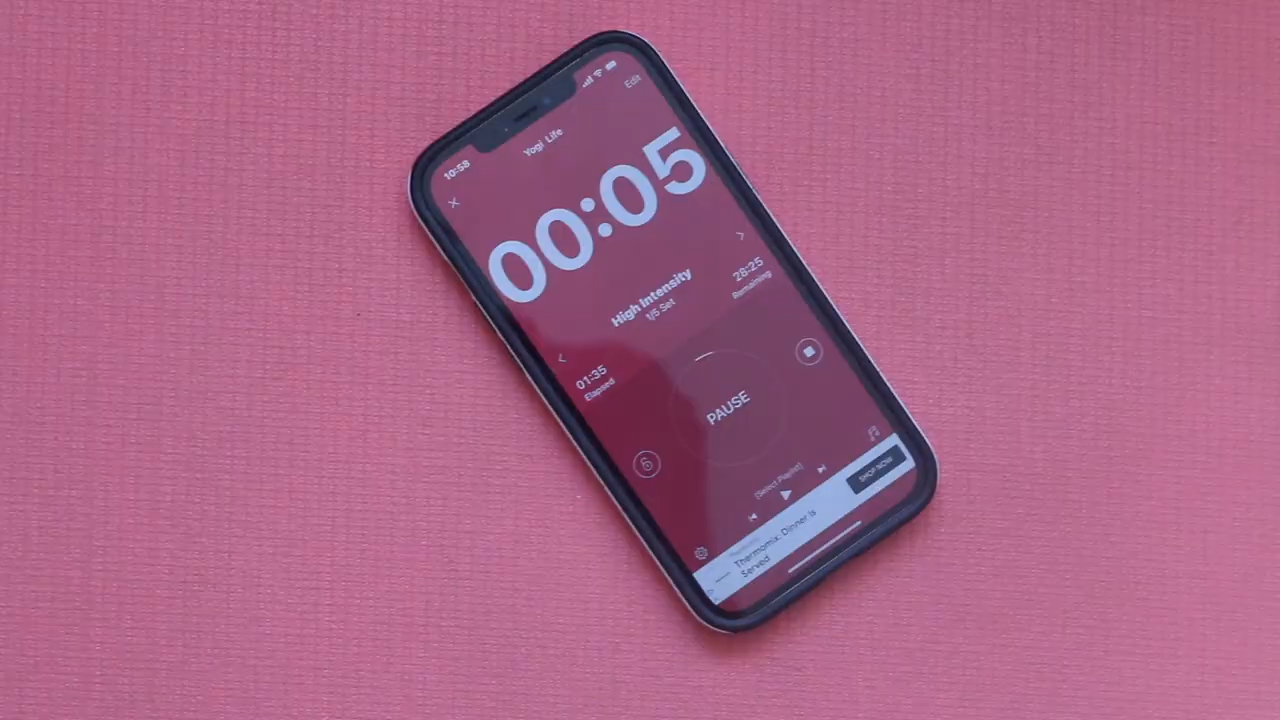 10:58
Yogi Life
Edit
00:05
High Intensity
1/5 Set
01:35
Elapsed
28:25
Remaining
PAUSE
[Select Playlist]
Thermomix: Dinner Is
Served
SHOP NOW